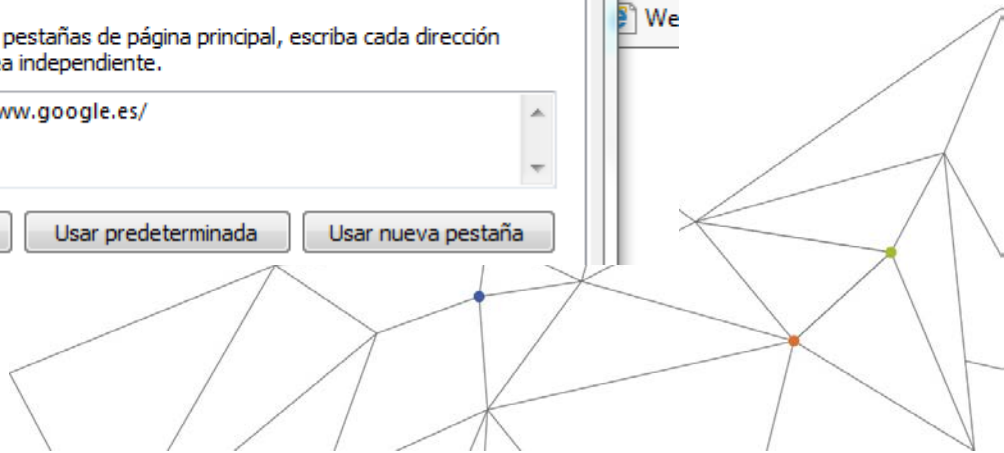 pestañas de página principal, escriba cada dirección
independiente.
ww.google.es/
Usar predeterminada
Usar nueva pestaña
We